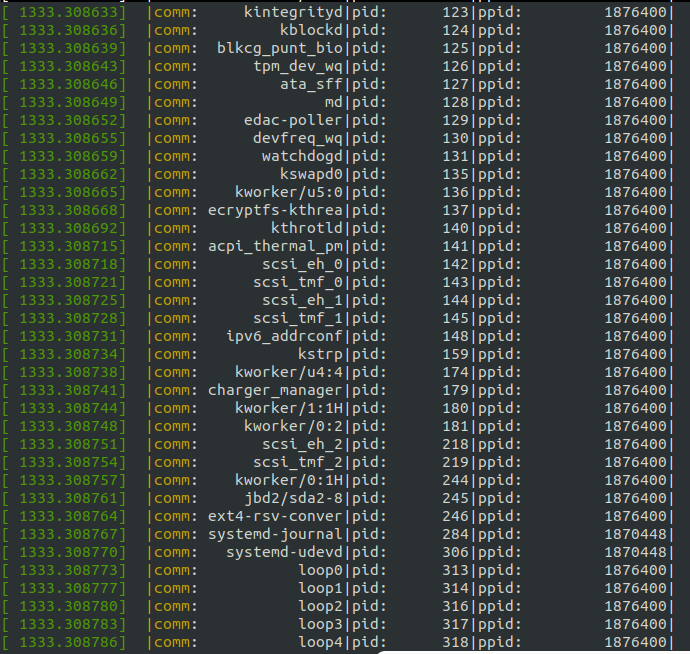 [ 1333.308633] |comm: kintegrityd|pid: 123|ppid: 1876400|
[ 1333.308636] |comm: kblockd|pid: 124|ppid: 1876400|
[ 1333.308639] |comm: blkcg_punt_bio|pid: 125|ppid: 1876400|
[ 1333.308643] |comm: tpm_dev_wq|pid: 126|ppid: 1876400|
[ 1333.308646] |comm: ata_sff|pid: 127|ppid: 1876400|
[ 1333.308649] |comm: md|pid: 128|ppid: 1876400|
[ 1333.308652] |comm: edac-poller|pid: 129|ppid: 1876400|
[ 1333.308655] |comm: devfreq_wq|pid: 130|ppid: 1876400|
[ 1333.308659] |comm: watchdogd|pid: 131|ppid: 1876400|
[ 1333.308662] |comm: kswapd0|pid: 135|ppid: 1876400|
[ 1333.308665] |comm: kworker/u5:0|pid: 136|ppid: 1876400|
[ 1333.308668] |comm: ecryptfs-kthrea|pid: 137|ppid: 1876400|
[ 1333.308692] |comm: kthrotld|pid: 140|ppid: 1876400|
[ 1333.308715] |comm: acpi_thermal_pm|pid: 141|ppid: 1876400|
[ 1333.308718] |comm: scsi_eh_0|pid: 142|ppid: 1876400|
[ 1333.308721] |comm: scsi_tmf_0|pid: 143|ppid: 1876400|
[ 1333.308725] |comm: scsi_eh_1|pid: 144|ppid: 1876400|
[ 1333.308728] |comm: scsi_tmf_1|pid: 145|ppid: 1876400|
[ 1333.308731] |comm: ipv6_addrconf|pid: 148|ppid: 1876400|
[ 1333.308734] |comm: kstrp|pid: 159|ppid: 1876400|
[ 1333.308738] |comm: kworker/u4:4|pid: 174|ppid: 1876400|
[ 1333.308741] |comm: charger_manager|pid: 179|ppid: 1876400|
[ 1333.308744] |comm: kworker/1:1H|pid: 180|ppid: 1876400|
[ 1333.308748] |comm: kworker/0:2|pid: 181|ppid: 1876400|
[ 1333.308751] |comm: scsi_eh_2|pid: 218|ppid: 1876400|
[ 1333.308754] |comm: scsi_tmf_2|pid: 219|ppid: 1876400|
[ 1333.308757] |comm: kworker/0:1H|pid: 244|ppid: 1876400|
[ 1333.308761] |comm: jbd2/sda2-8|pid: 245|ppid: 1876400|
[ 1333.308764] |comm: ext4-rsv-conver|pid: 246|ppid: 1876400|
[ 1333.308767] |comm: systemd-journal|pid: 284|ppid: 1870448|
[ 1333.308770] |comm: systemd-udevd|pid: 306|ppid: 1870448|
[ 1333.308773] |comm: loop0|pid: 313|ppid: 1876400|
[ 1333.308777] |comm: loop1|pid: 314|ppid: 1876400|
[ 1333.308780] |comm: loop2|pid: 316|ppid: 1876400|
[ 1333.308783] |comm: loop3|pid: 317|ppid: 1876400|
[ 1333.308786] |comm: loop4|pid: 318|ppid: 1876400|